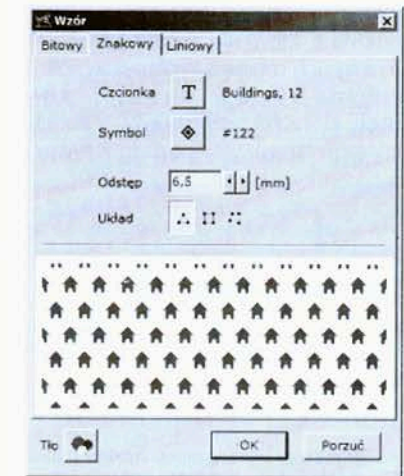 Wzór
Bitowy Znakowy Liniowy
Czcionka T Buildings, 12
Symbol #122
Odstęp 6,5 [mm]
Układ
Tło OK Porzuć